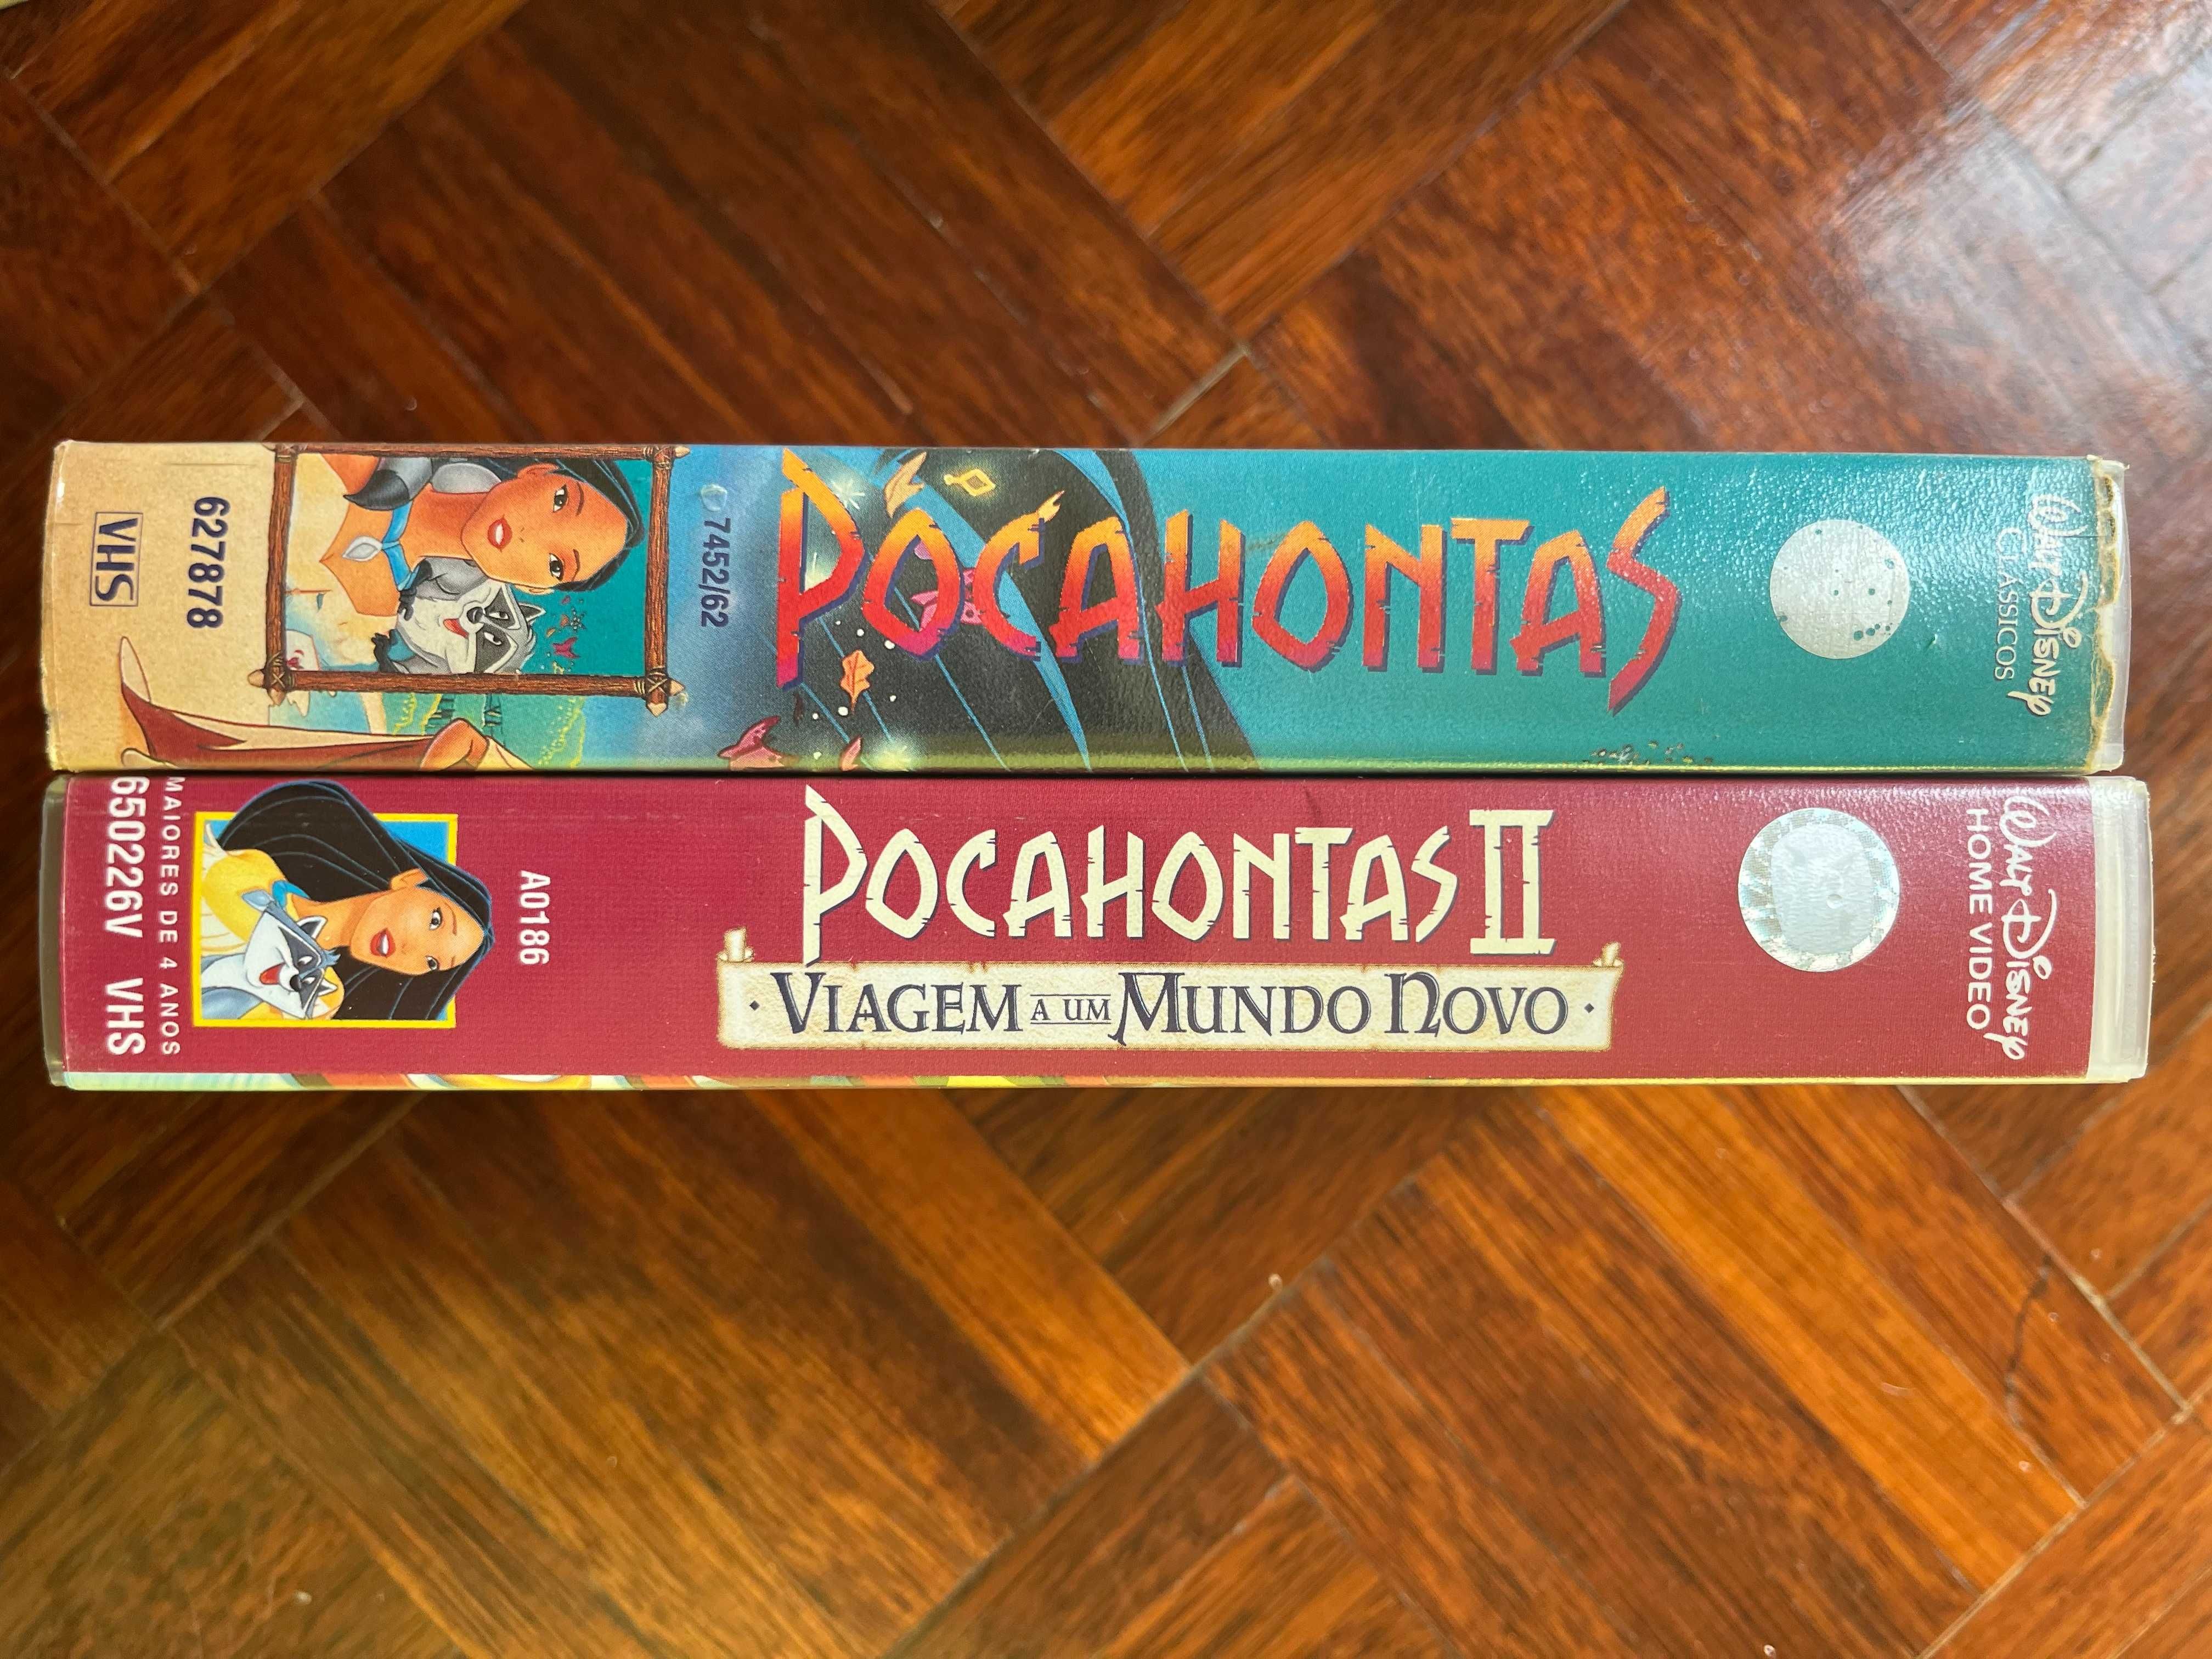 WALT DISNEY
CLÁSSICOS
POCAHONTAS
7452/62
627878
VHS
WALT DISNEY
HOME VIDEO
POCAHONTAS II
· VIAGEM A UM MUNDO NOVO ·
A0186
MAIORES DE 4 ANOS
650226V VHS